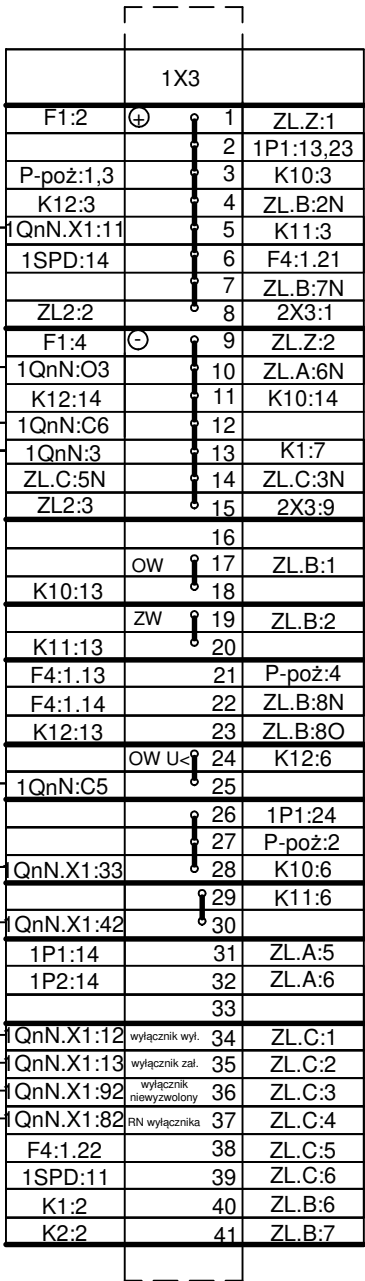 1X3
F1:2 ⊕ 1 ZL.Z:1
2 1P1:13,23
P-poż:1,3 3 K10:3
K12:3 4 ZL.B:2N
1QnN.X1:11 5 K11:3
1SPD:14 6 F4:1.21
7 ZL.B:7N
ZL2:2 8 2X3:1
F1:4 ⊖ 9 ZL.Z:2
1QnN:O3 10 ZL.A:6N
K12:14 11 K10:14
1QnN:C6 12
1QnN:3 13 K1:7
ZL.C:5N 14 ZL.C:3N
ZL2:3 15 2X3:9
16
OW 17 ZL.B:1
K10:13 18
ZW 19 ZL.B:2
K11:13 20
F4:1.13 21 P-poż:4
F4:1.14 22 ZL.B:8N
K12:13 23 ZL.B:8O
OW U< 24 K12:6
1QnN:C5 25
26 1P1:24
27 P-poż:2
1QnN.X1:33 28 K10:6
29 K11:6
1QnN.X1:42 30
1P1:14 31 ZL.A:5
1P2:14 32 ZL.A:6
33
1QnN.X1:12 wyłącznik wył. 34 ZL.C:1
1QnN.X1:13 wyłącznik zał. 35 ZL.C:2
1QnN.X1:92 wyłącznik niewyzwolony 36 ZL.C:3
1QnN.X1:82 RN wyłącznika 37 ZL.C:4
F4:1.22 38 ZL.C:5
1SPD:11 39 ZL.C:6
K1:2 40 ZL.B:6
K2:2 41 ZL.B:7